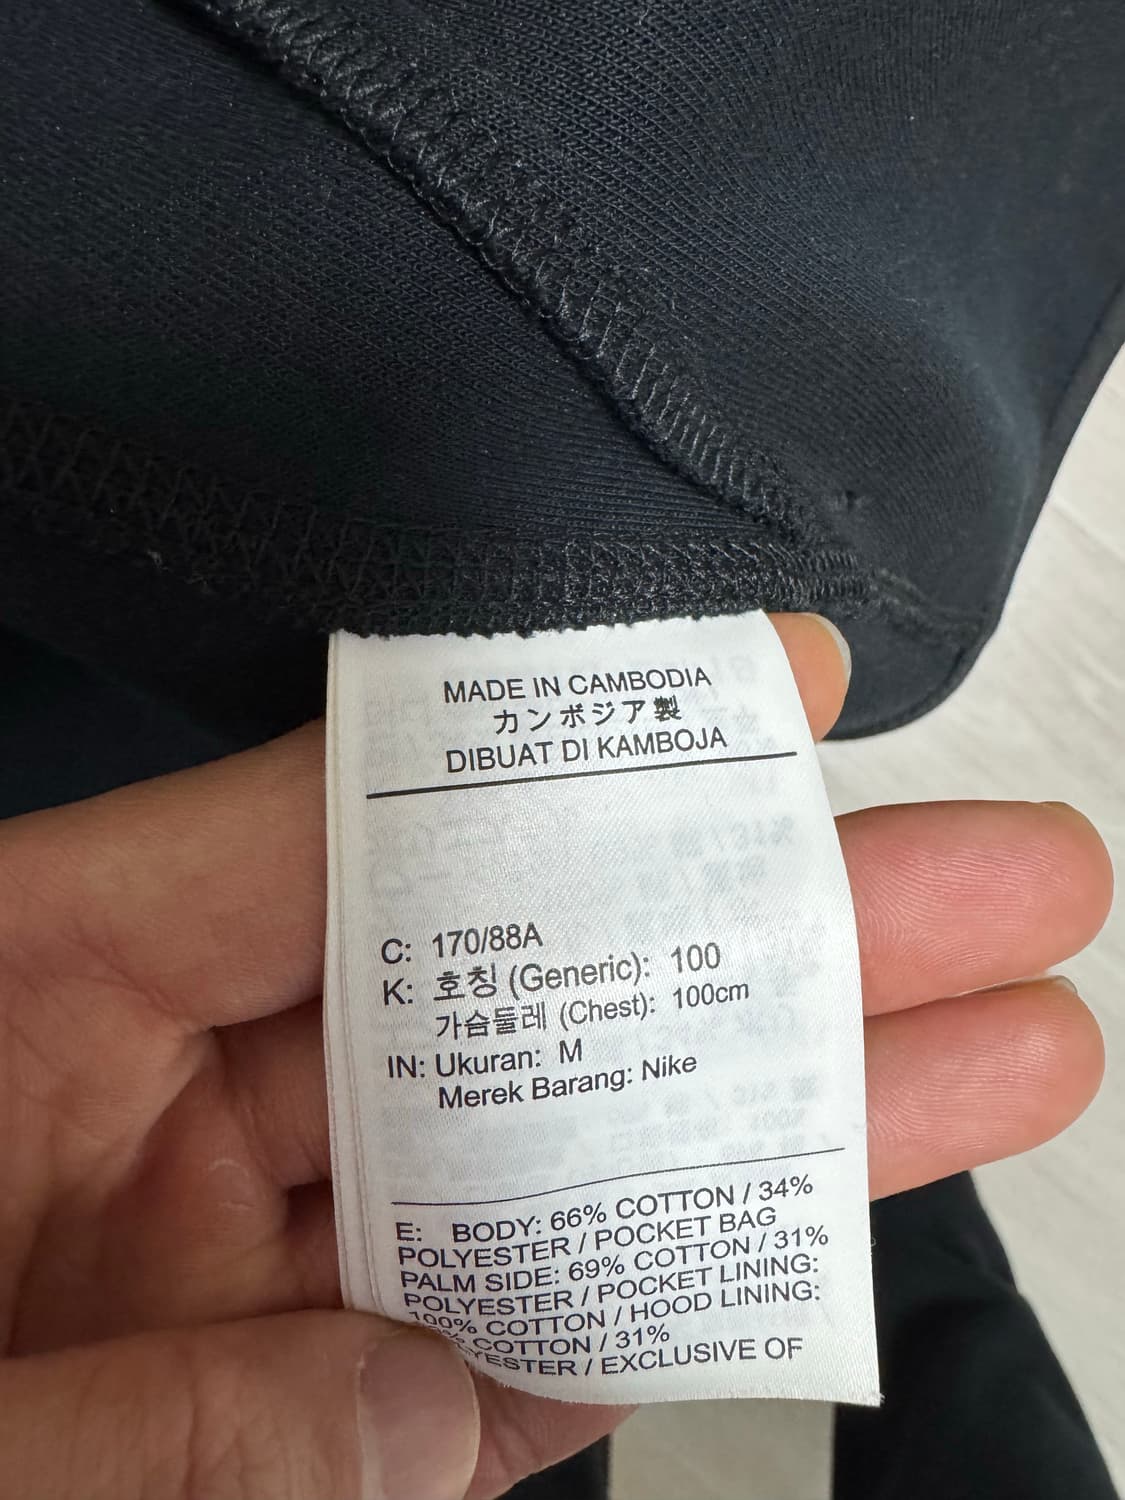 MADE IN CAMBODIA
カンボジア製
DIBUAT DI KAMBOJA
C: 170/88A
K: 호칭 (Generic): 100
가슴둘레 (Chest): 100cm
IN: Ukuran: M
Merek Barang: Nike
E: BODY: 66% COTTON / 34%
POLYESTER / POCKET BAG
PALM SIDE: 69% COTTON / 31%
POLYESTER / POCKET LINING:
100% COTTON / HOOD LINING:
% COTTON / 31%
YESTER / EXCLUSIVE OF